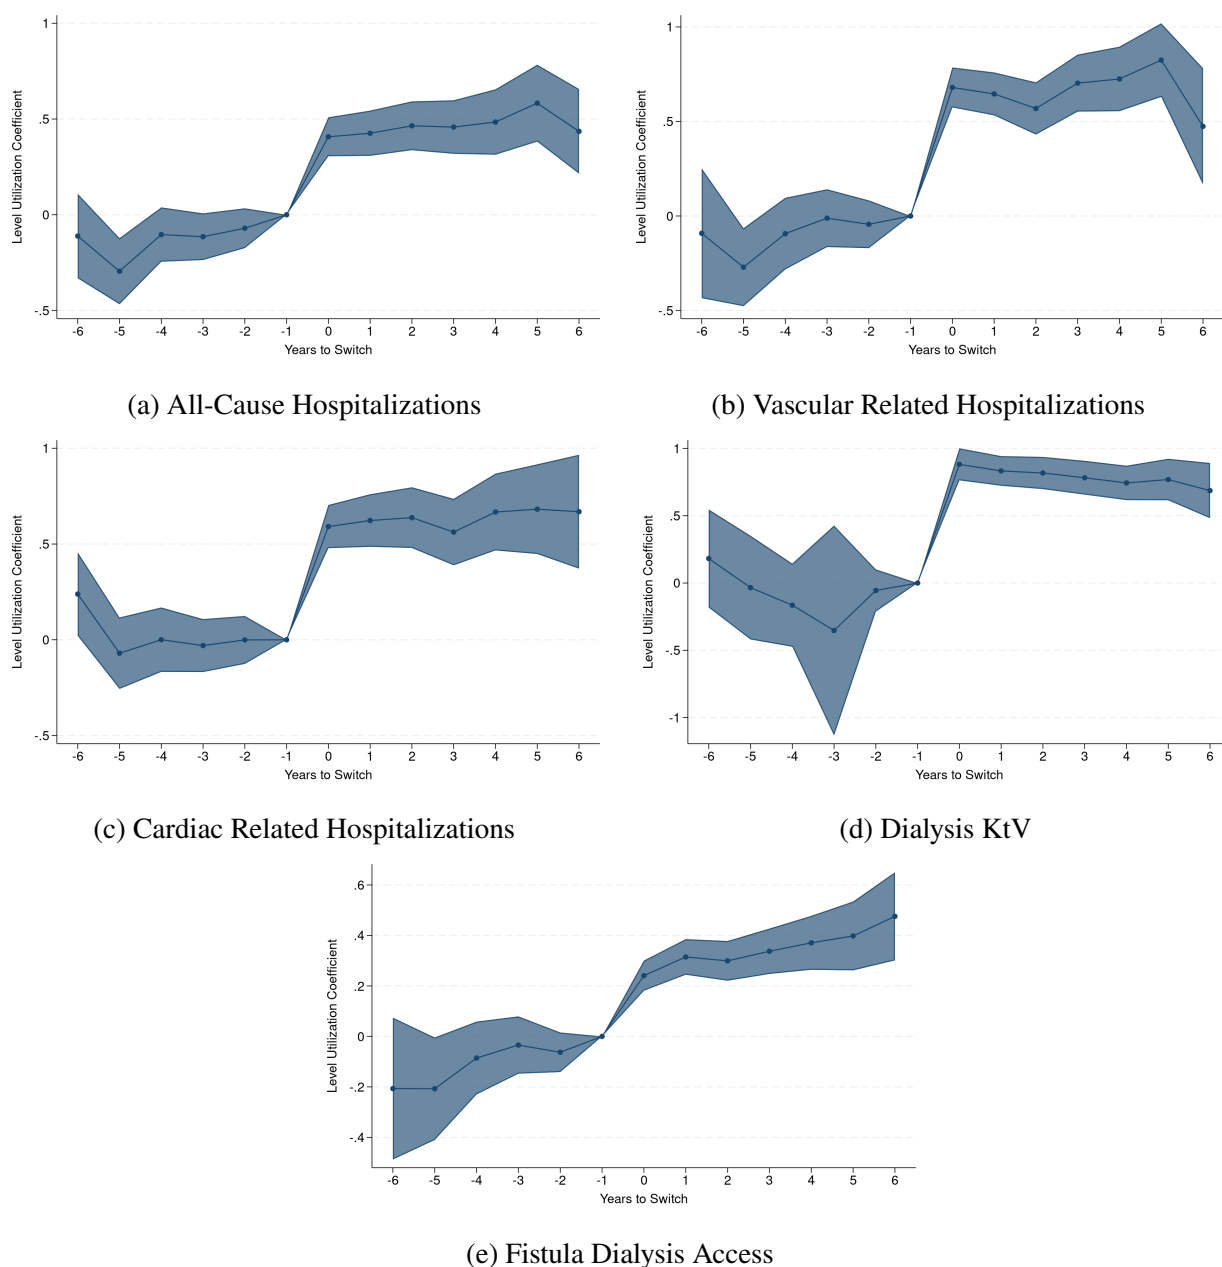 1
.5
0
-.5
Level Utilization Coefficient
-6 -5 -4 -3 -2 -1 0 1 2 3 4 5 6
Years to Switch
(a) All-Cause Hospitalizations
1
.5
0
-.5
Level Utilization Coefficient
-6 -5 -4 -3 -2 -1 0 1 2 3 4 5 6
Years to Switch
(b) Vascular Related Hospitalizations
1
.5
0
-.5
Level Utilization Coefficient
-6 -5 -4 -3 -2 -1 0 1 2 3 4 5 6
Years to Switch
(c) Cardiac Related Hospitalizations
1
.5
0
-.5
-1
Level Utilization Coefficient
-6 -5 -4 -3 -2 -1 0 1 2 3 4 5 6
Years to Switch
(d) Dialysis KtV
.6
.4
.2
0
-.2
-.4
Level Utilization Coefficient
-6 -5 -4 -3 -2 -1 0 1 2 3 4 5 6
Years to Switch
(e) Fistula Dialysis Access